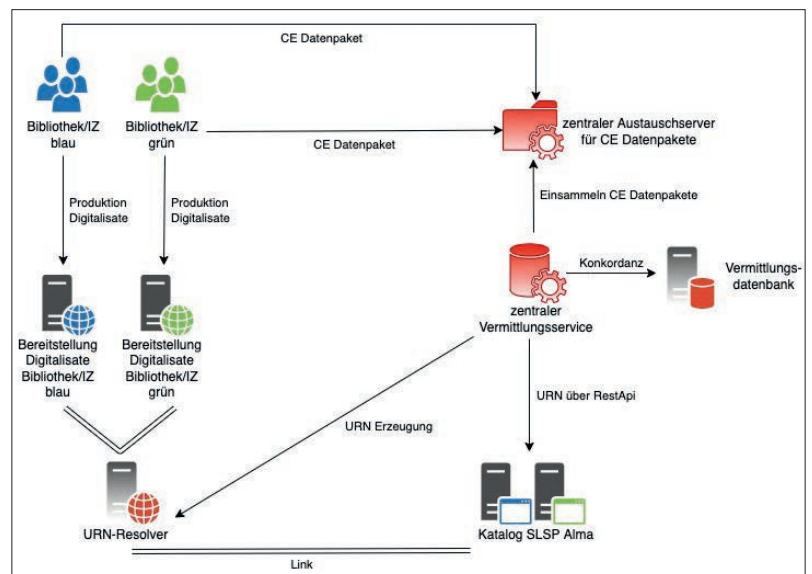 CE Datenpaket
Bibliothek/IZ
blau
Bibliothek/IZ
grün
CE Datenpaket
zentraler Austauschserver
für CE Datenpakete
Produktion
Digitalisate
Produktion
Digitalisate
Einsammeln CE Datenpakete
Konkordanz
Vermittlungs-
datenbank
zentraler
Vermittlungsservice
Bereitstellung
Digitalisate
Bibliothek/IZ
blau
Bereitstellung
Digitalisate
Bibliothek/IZ
grün
URN über RestApi
URN Erzeugung
URN-Resolver
Katalog SLSP Alma
Link